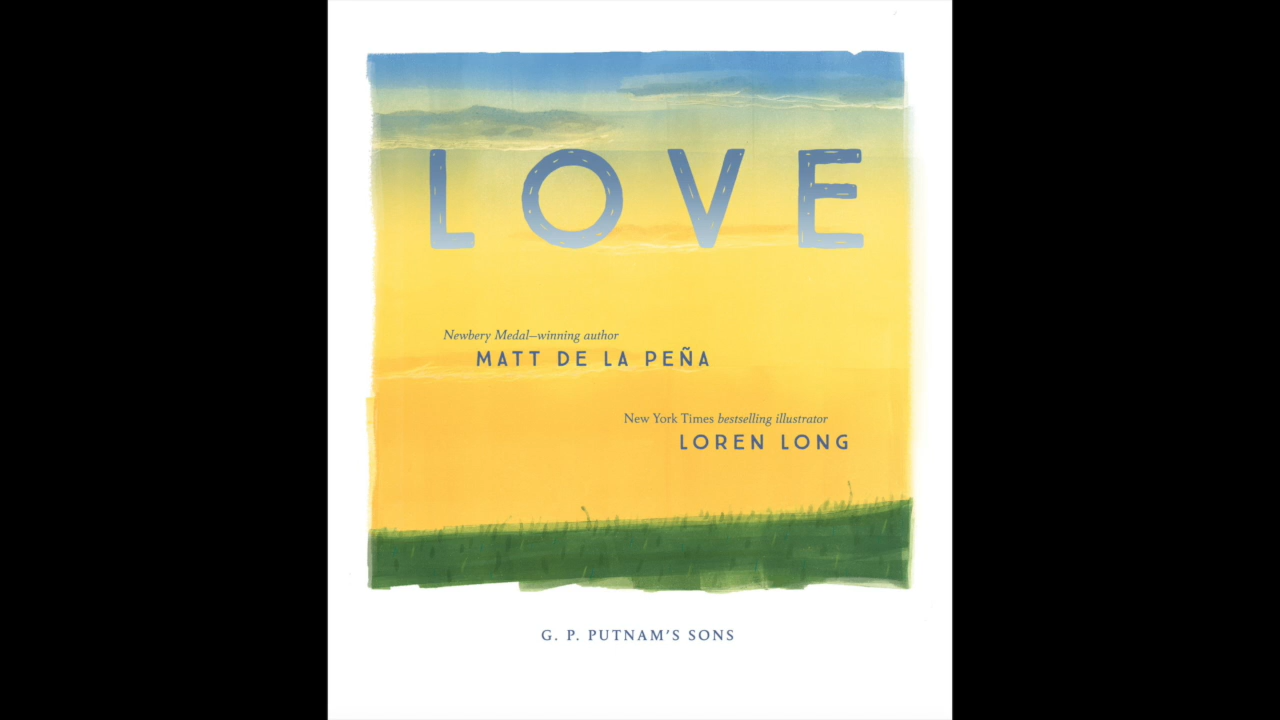 LOVE
Newbery Medal–winning author
MATT DE LA PEÑA
New York Times bestselling illustrator
LOREN LONG
G. P. PUTNAM'S SONS